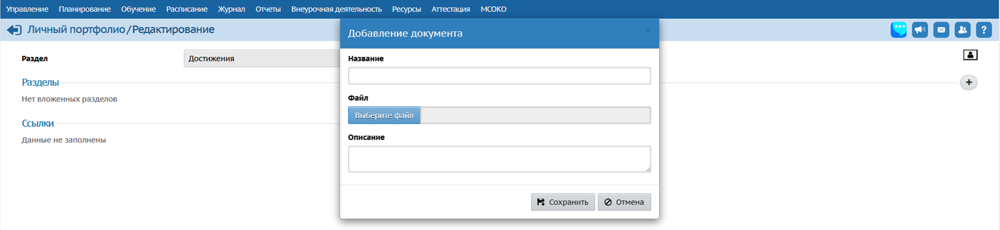 Управление Планирование Обучение Расписание Журнал Отчеты Внеурочная деятельность Ресурсы Аттестация МСОКО
Личный портфолио/Редактирование
?
Раздел
Достижения
Разделы
+
Нет вложенных разделов
Ссылки
Данные не заполнены
Добавление документа
×
Название
Файл
Выберите файл
Описание
Сохранить
Отмена